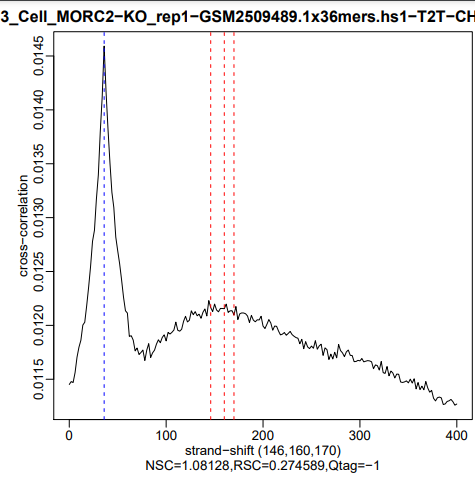 3_Cell_MORC2−KO_rep1−GSM2509489.1x36mers.hs1−T2T−CH
0.0145
0.0140
0.0135
0.0130
0.0125
0.0120
0.0115
cross−correlation
0 100 200 300 400
strand−shift (146,160,170)
NSC=1.08128,RSC=0.274589,Qtag=−1